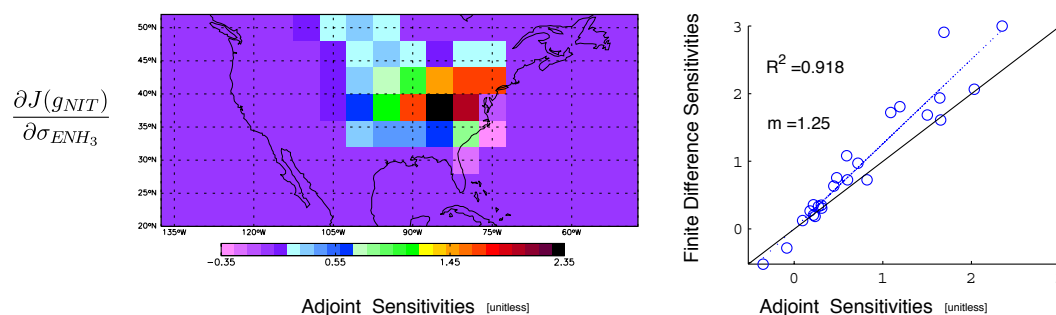 ∂J(gNIT)
∂σENH3
50°N
45°N
40°N
35°N
30°N
25°N
20°N
135°W
120°W
105°W
90°W
75°W
60°W
-0.35
0.55
1.45
2.35
Adjoint Sensitivities [unitless]
Finite Difference Sensitivities
3
2
1
0
R2 =0.918
m =1.25
0
1
2
Adjoint Sensitivities [unitless]